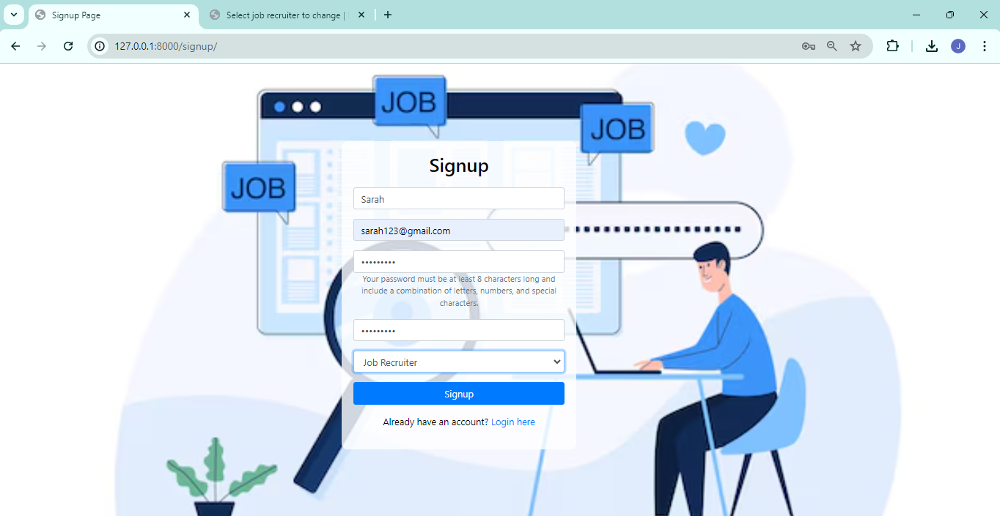 Signup Page
Select job recruiter to change |
127.0.0.1:8000/signup/
J
JOB
JOB
JOB
Signup
Sarah
sarah123@gmail.com
•••••••••
Your password must be at least 8 characters long and
include a combination of letters, numbers, and special
characters.
•••••••••
Job Recruiter
Signup
Already have an account? Login here